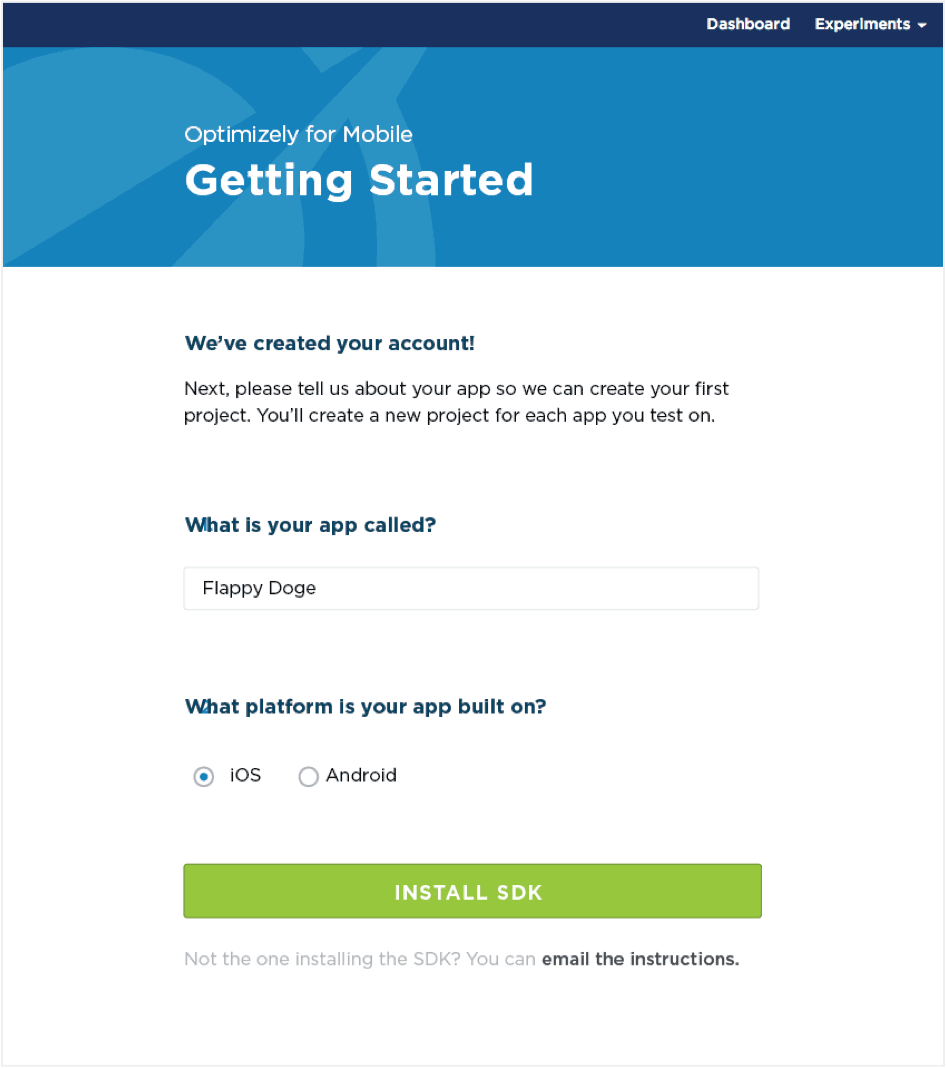 Dashboard Experiments
Optimizely for Mobile
Getting Started
We’ve created your account!
Next, please tell us about your app so we can create your first
project. You’ll create a new project for each app you test on.
What is your app called?
Flappy Doge
What platform is your app built on?
iOS Android
INSTALL SDK
Not the one installing the SDK? You can email the instructions.